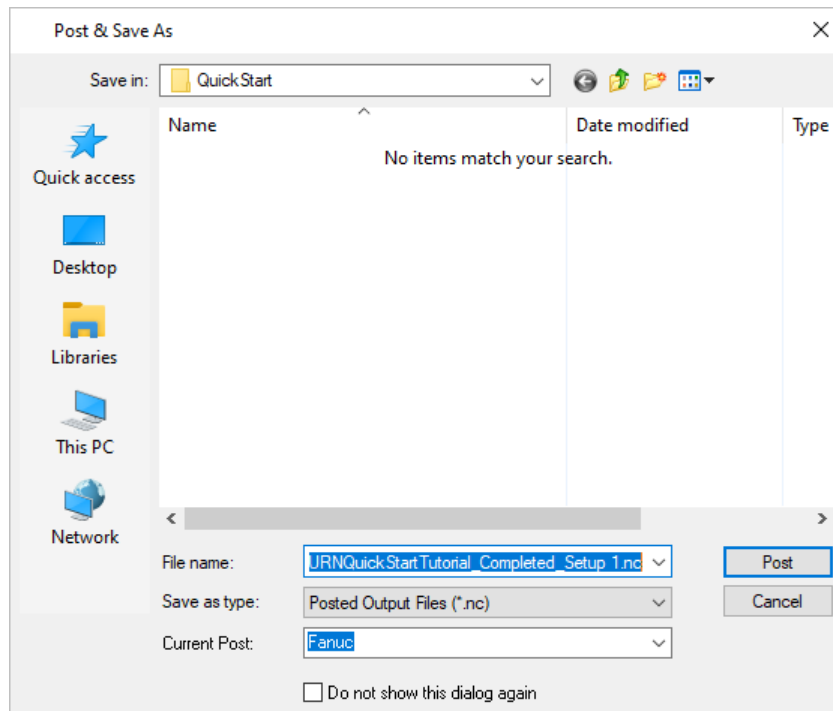 Post & Save As
Save in: QuickStart
Name Date modified Type
No items match your search.
Quick access
Desktop
Libraries
This PC
Network
File name: URNQuickStartTutorial_Completed_Setup 1.nc Post
Save as type: Posted Output Files (*.nc) Cancel
Current Post: Fanuc
Do not show this dialog again